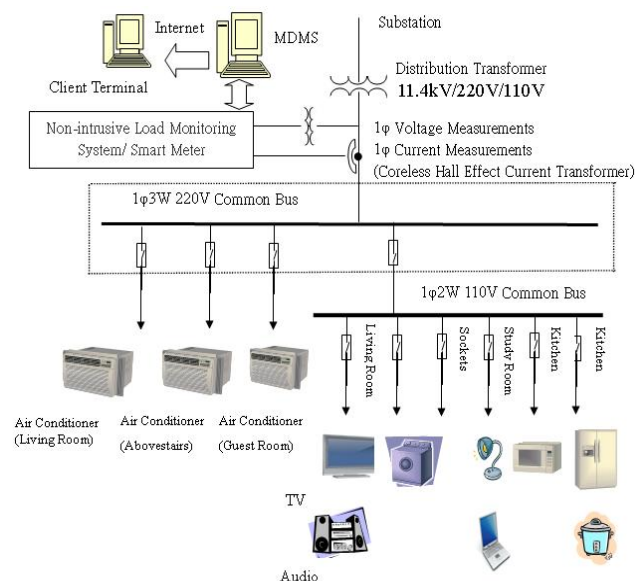 Internet
MDMS
Substation
Client Terminal
Distribution Transformer
11.4kV/220V/110V
Non-intrusive Load Monitoring
System/ Smart Meter
1φ Voltage Measurements
1φ Current Measurements
(Coreless Hall Effect Current Transformer)
1φ3W 220V Common Bus
1φ2W 110V Common Bus
Living Room
Sockets
Study Room
Kitchen
Kitchen
Air Conditioner
(Living Room)
Air Conditioner
(Abovestairs)
Air Conditioner
(Guest Room)
TV
Audio